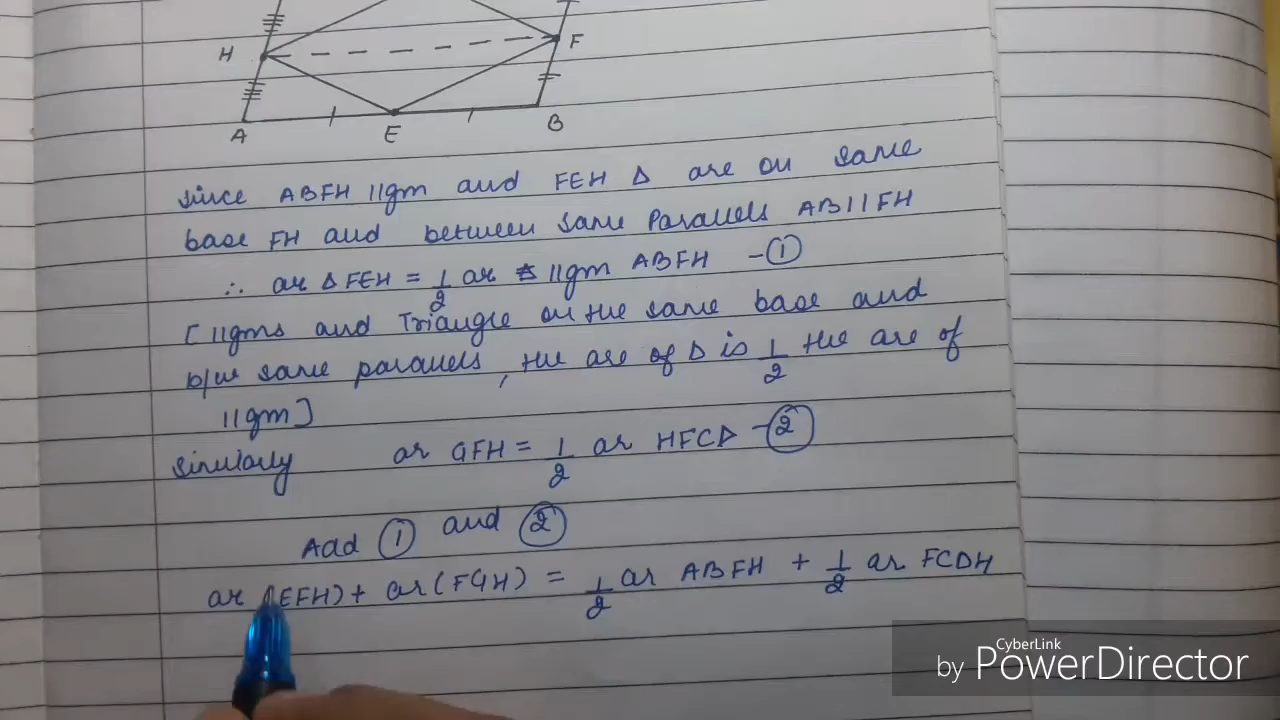 H
F
A
E
B
since ABFH ||gm and FEH Δ are on same
base FH and between same Parallels AB||FH
∴ ar Δ FEH = 1/2 ar ||gm ABFH -①
[||gms and Triangle on the same base and
b/w same parallels, the are of Δ is 1/2 the are of
||gm]
similarly ar GFH = 1/2 ar HFCD -②
Add ① and ②
ar (EFH) + ar (FGH) = 1/2 ar ABFH + 1/2 ar FCDH
CyberLink
by PowerDirector